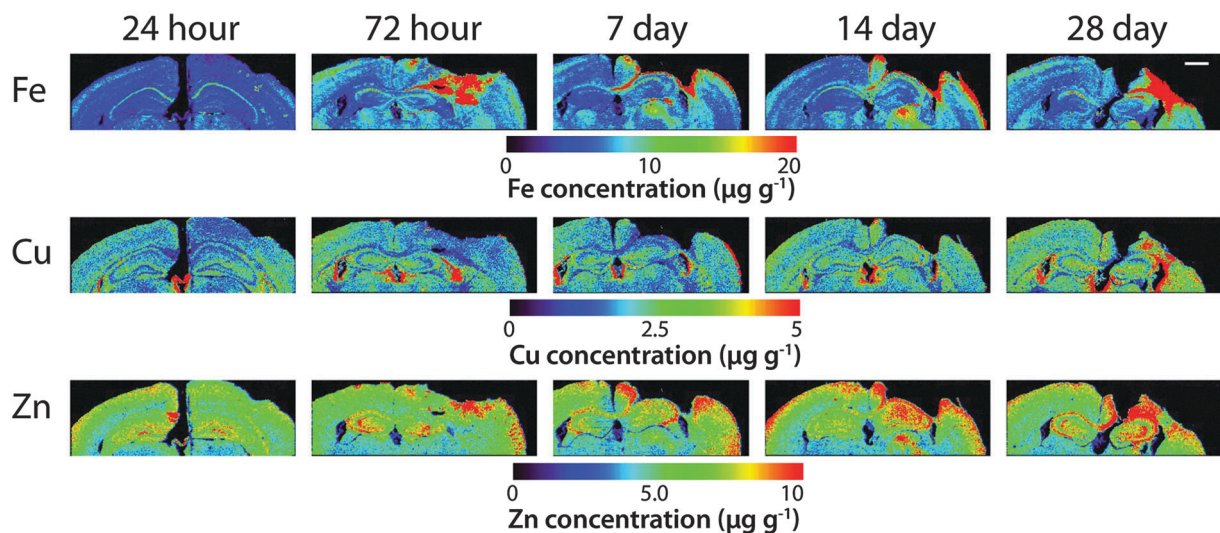 24 hour 72 hour 7 day 14 day 28 day
Fe
0 10 20
Fe concentration (µg g⁻¹)
Cu
0 2.5 5
Cu concentration (µg g⁻¹)
Zn
0 5.0 10
Zn concentration (µg g⁻¹)